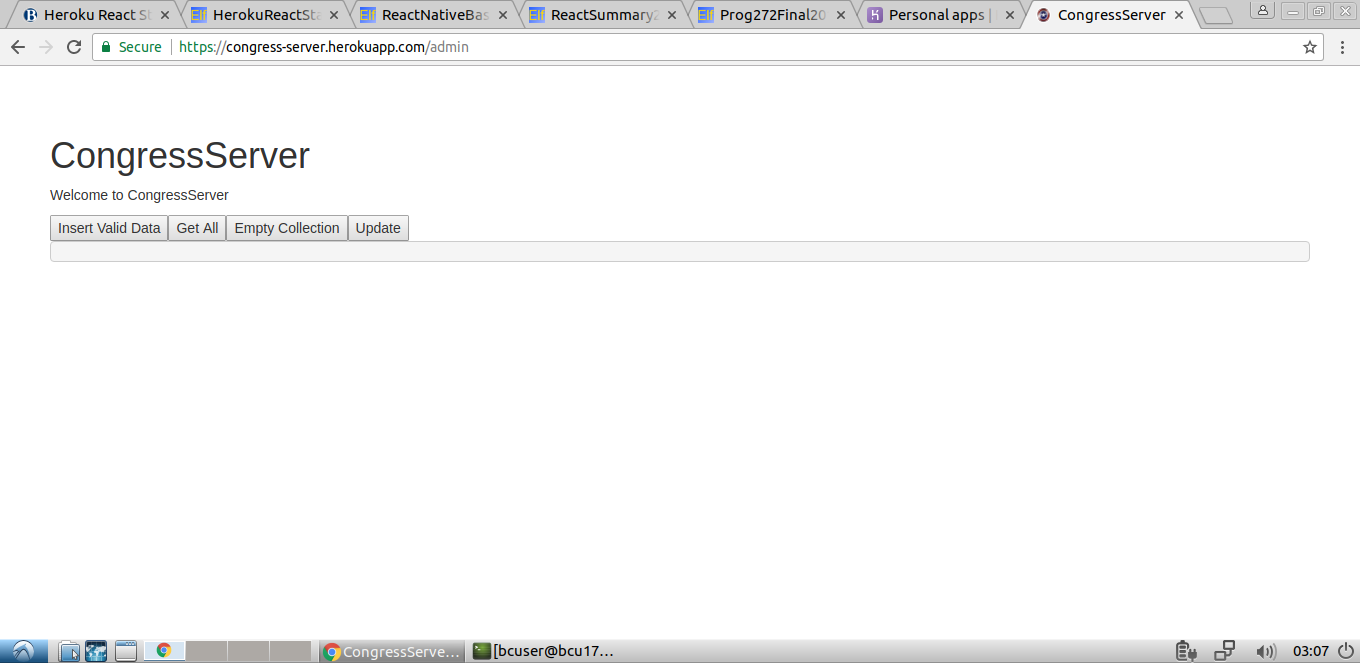 Heroku React St
HerokuReactSta
ReactNativeBas
ReactSummary2
Prog272Final20
Personal apps |
CongressServer
Secure
https://congress-server.herokuapp.com/admin
CongressServer
Welcome to CongressServer
Insert Valid Data Get All Empty Collection Update
CongressServe...
[bcuser@bcu17...
03:07